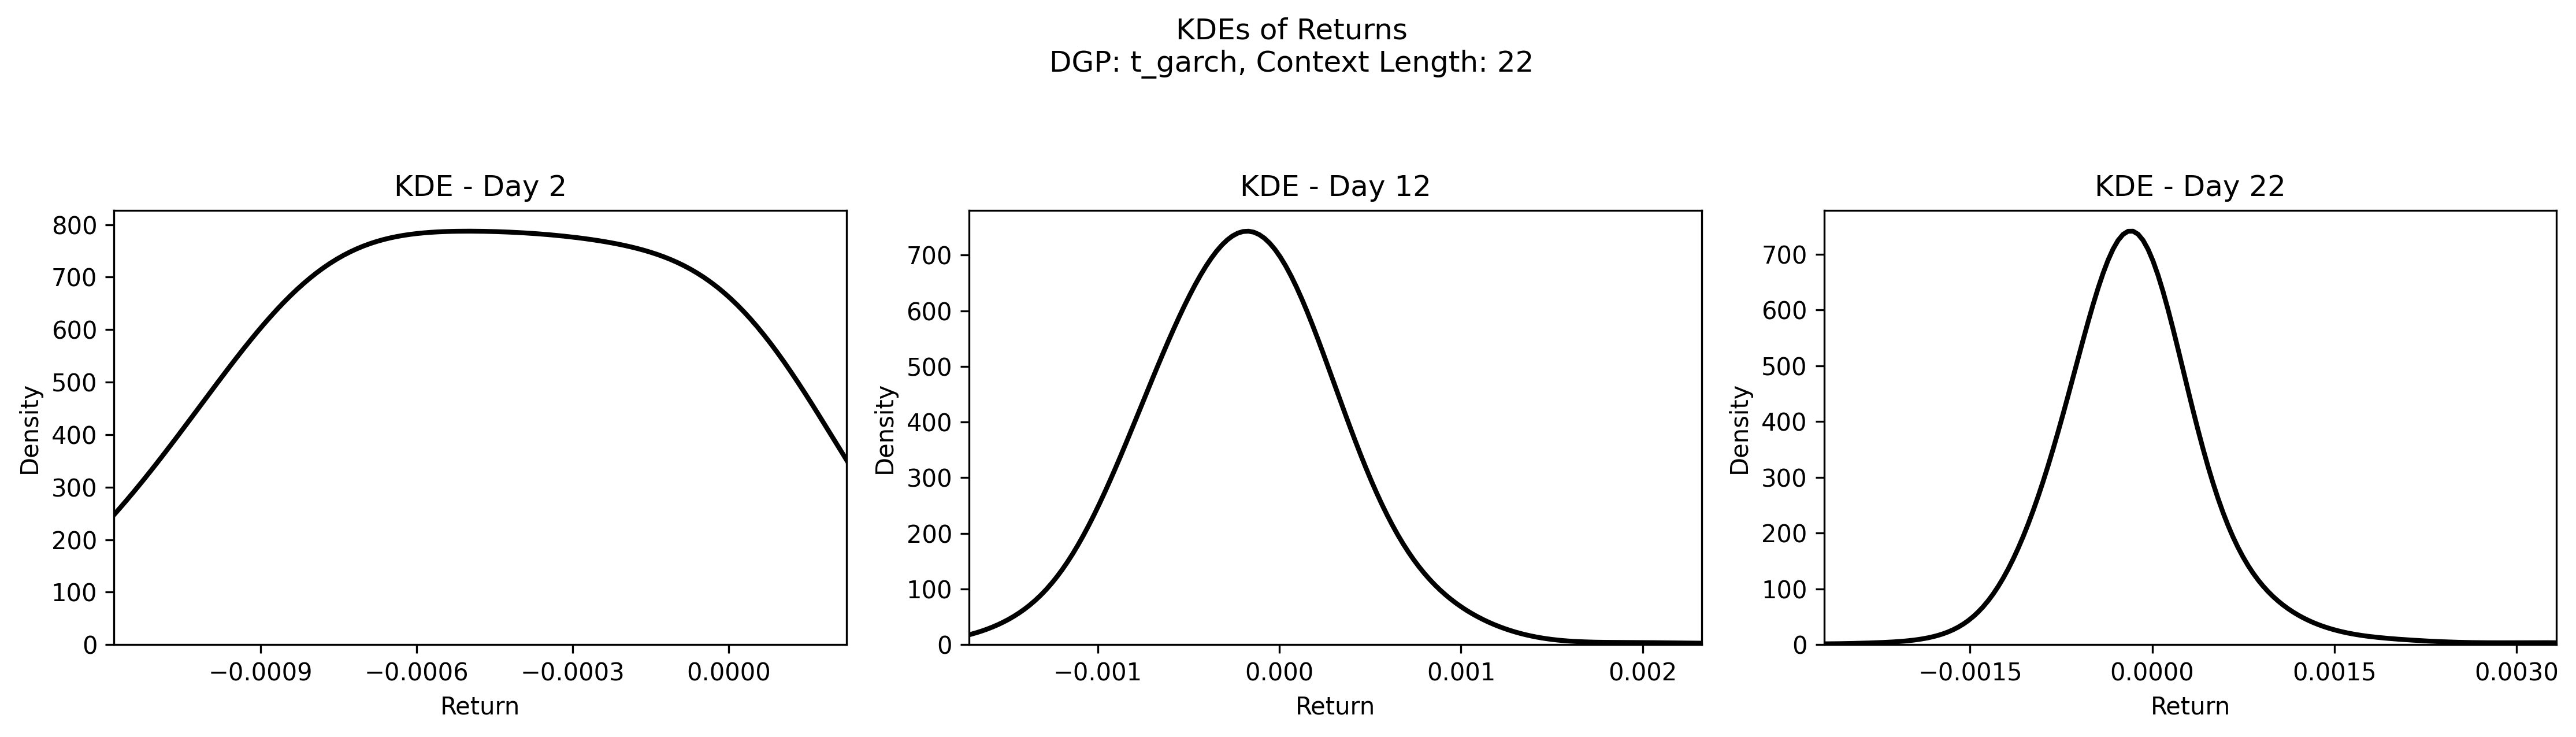 KDEs of Returns
DGP: t_garch, Context Length: 22
KDE - Day 2
800
700
600
500
400
300
200
100
0
Density
−0.0009 −0.0006 −0.0003 0.0000
Return
KDE - Day 12
700
600
500
400
300
200
100
0
Density
−0.001 0.000 0.001 0.002
Return
KDE - Day 22
700
600
500
400
300
200
100
0
Density
−0.0015 0.0000 0.0015 0.0030
Return